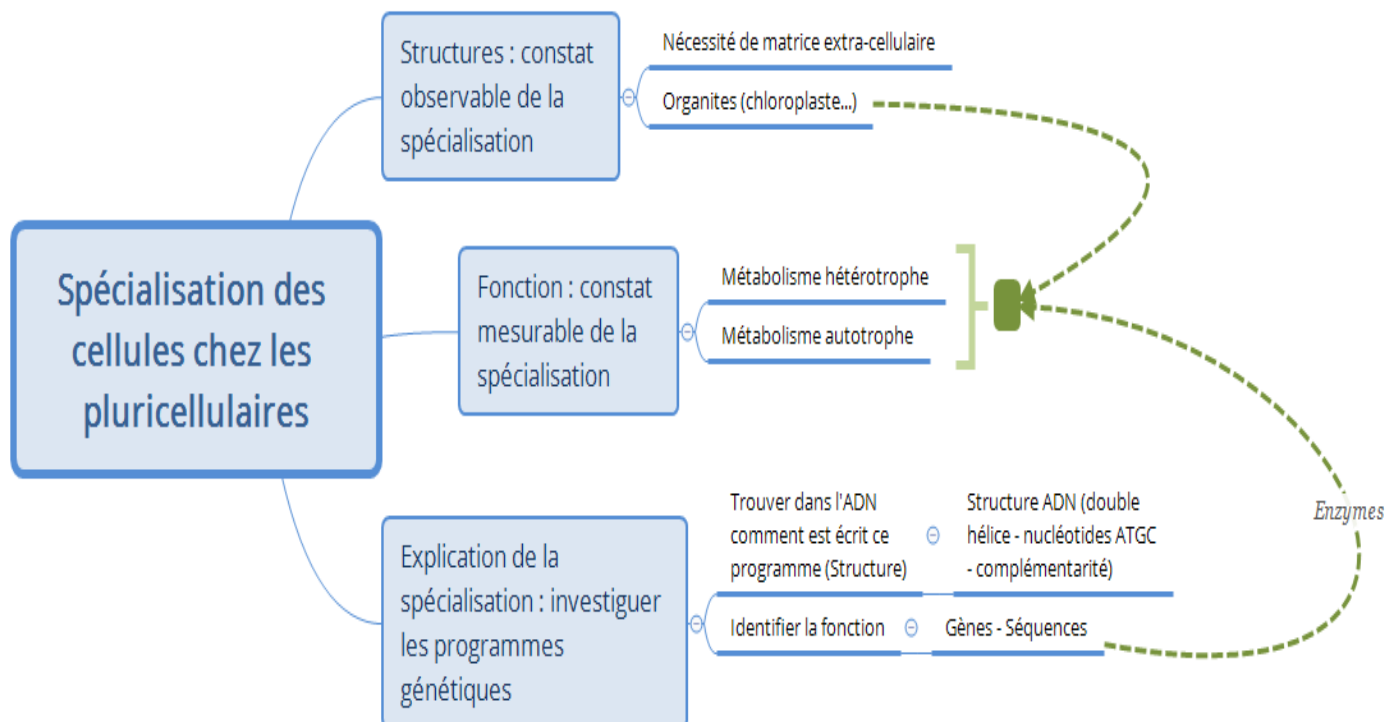 Spécialisation des
cellules chez les
pluricellulaires
Structures : constat
observable de la
spécialisation
Nécessité de matrice extra-cellulaire
Organites (chloroplaste...)
Fonction : constat
mesurable de la
spécialisation
Métabolisme hétérotrophe
Métabolisme autotrophe
Explication de la
spécialisation : investiguer
les programmes
génétiques
Trouver dans l'ADN
comment est écrit ce
programme (Structure)
Structure ADN (double
hélice - nucléotides ATGC
- complémentarité)
Identifier la fonction
Gènes - Séquences
Enzymes